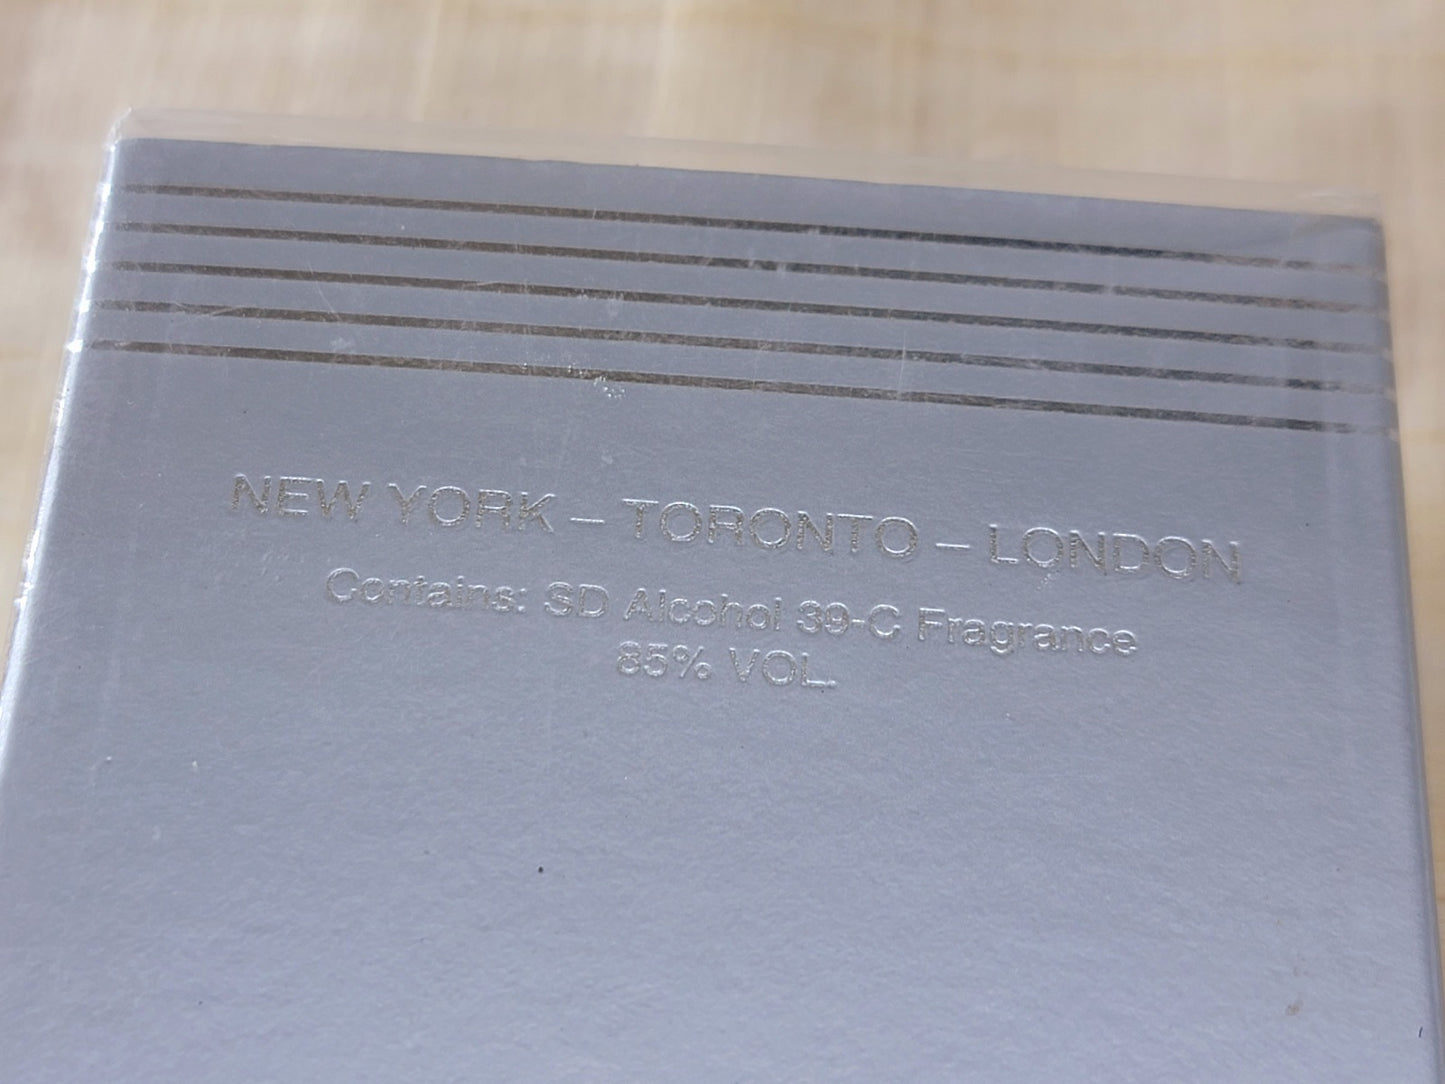 NEW YORK – TORONTO – LONDON
Contains: SD Alcohol 39-C Fragrance
85% VOL.